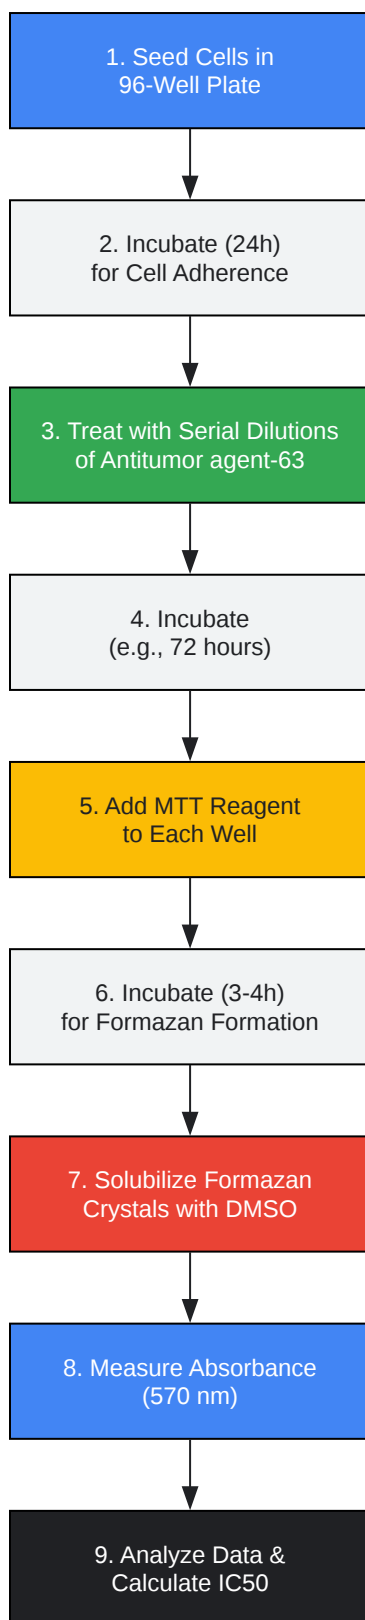 1. Seed Cells in
96-Well Plate
2. Incubate (24h)
for Cell Adherence
3. Treat with Serial Dilutions
of Antitumor agent-63
4. Incubate
(e.g., 72 hours)
5. Add MTT Reagent
to Each Well
6. Incubate (3-4h)
for Formazan Formation
7. Solubilize Formazan
Crystals with DMSO
8. Measure Absorbance
(570 nm)
9. Analyze Data &
Calculate IC50